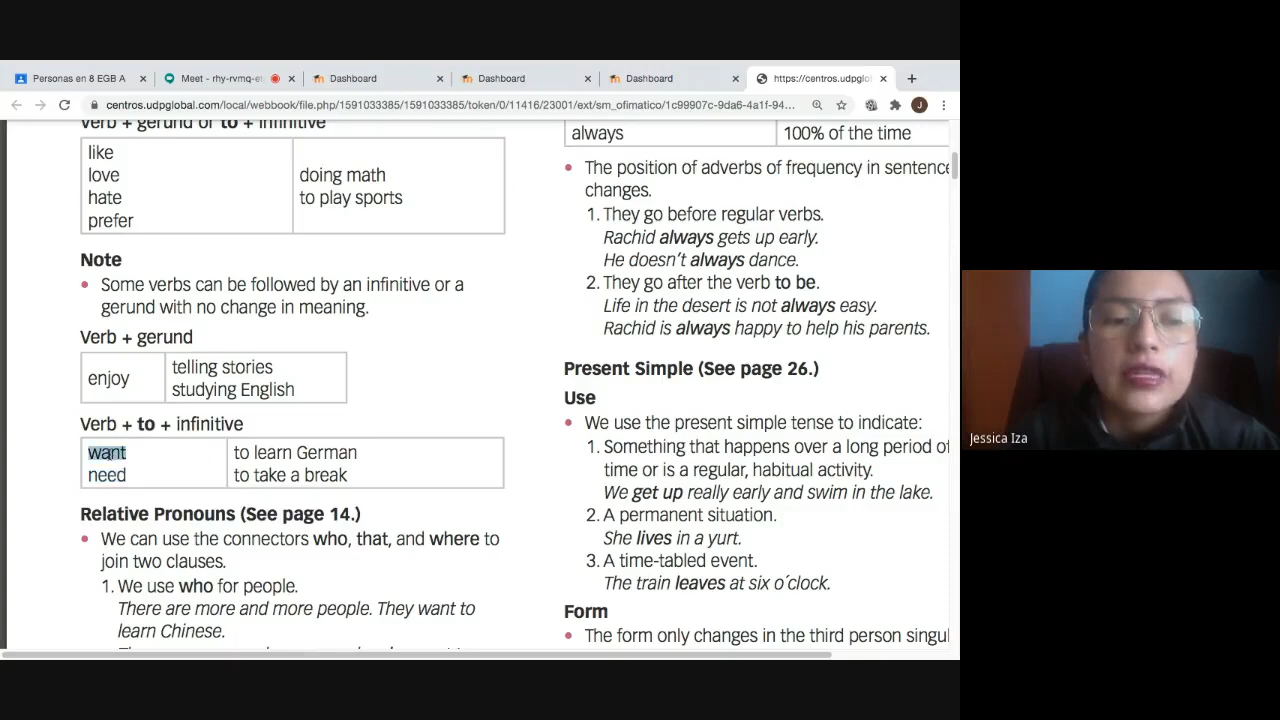 Personas en 8 EGB A
Meet - rhy-rvmq-et
Dashboard
Dashboard
Dashboard
https://centros.udpglobal.
centros.udpglobal.com/local/webbook/file.php/1591033385/1591033385/token/0/11416/23001/ext/sm_ofimatico/1c99907c-9da6-4a1f-94...
J
Verb + gerund or to + infinitive
like
love
hate
prefer
doing math
to play sports
Note
• Some verbs can be followed by an infinitive or a
gerund with no change in meaning.
Verb + gerund
enjoy
telling stories
studying English
Verb + to + infinitive
want
need
to learn German
to take a break
Relative Pronouns (See page 14.)
• We can use the connectors who, that, and where to
join two clauses.
1. We use who for people.
There are more and more people. They want to
learn Chinese.
always 100% of the time
• The position of adverbs of frequency in sentence
changes.
1. They go before regular verbs.
Rachid always gets up early.
He doesn't always dance.
2. They go after the verb to be.
Life in the desert is not always easy.
Rachid is always happy to help his parents.
Present Simple (See page 26.)
Use
• We use the present simple tense to indicate:
1. Something that happens over a long period of
time or is a regular, habitual activity.
We get up really early and swim in the lake.
2. A permanent situation.
She lives in a yurt.
3. A time-tabled event.
The train leaves at six o'clock.
Form
• The form only changes in the third person singul
Jessica Iza